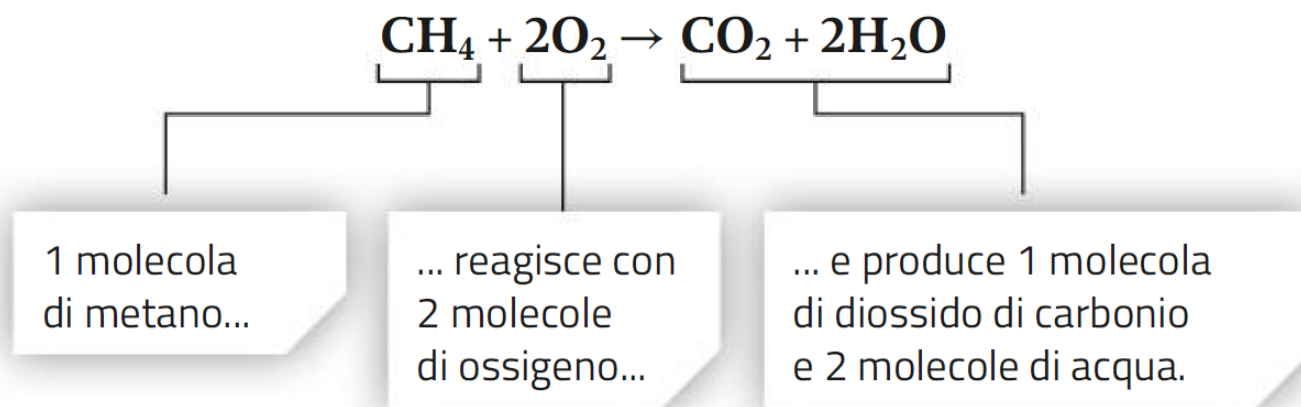 CH₄ + 2O₂ → CO₂ + 2H₂O
1 molecola
di metano...
... reagisce con
2 molecole
di ossigeno...
... e produce 1 molecola
di diossido di carbonio
e 2 molecole di acqua.